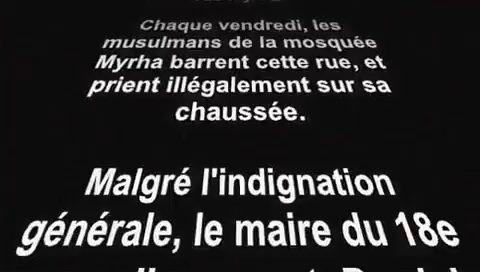 Chaque vendredi, les
musulmans de la mosquée
Myrha barrent cette rue, et
prient illégalement sur sa
chaussée.
Malgré l'indignation
générale, le maire du 18e